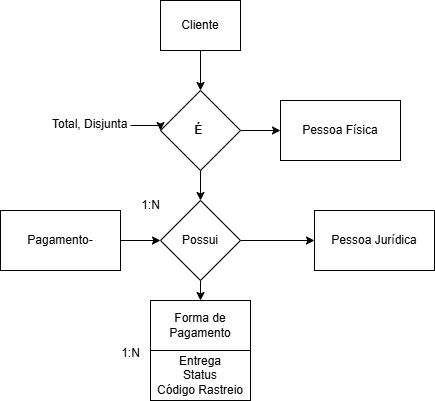 Cliente
Total, Disjunta
É
Pessoa Física
1:N
Pagamento-
Possui
Pessoa Jurídica
Forma de
Pagamento
1:N
Entrega
Status
Código Rastreio